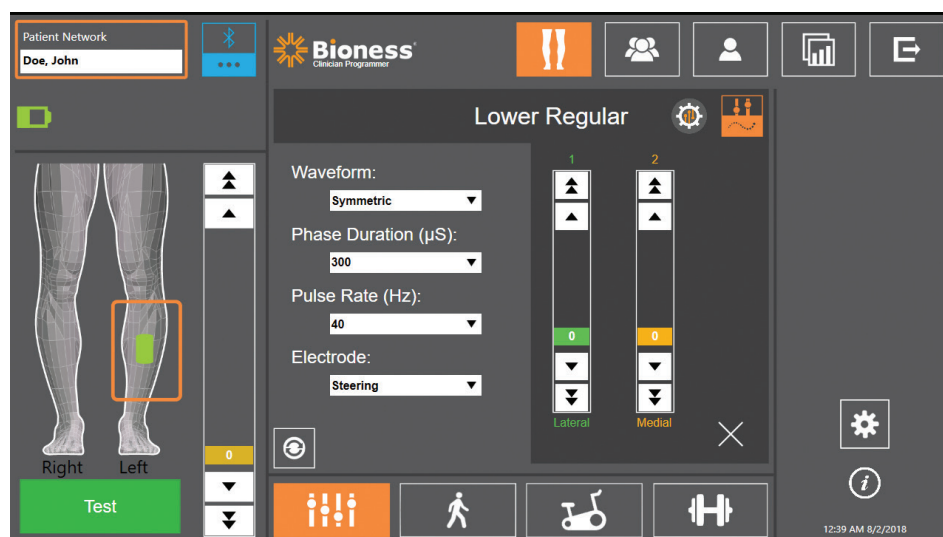 Patient Network
Doe, John
Bioness
Clinician Programmer
Lower Regular
Waveform:
Symmetric
Phase Duration (µS):
300
Pulse Rate (Hz):
40
Electrode:
Steering
1
2
0
0
Lateral
Medial
Right
Left
0
Test
i
12:39 AM 8/2/2018